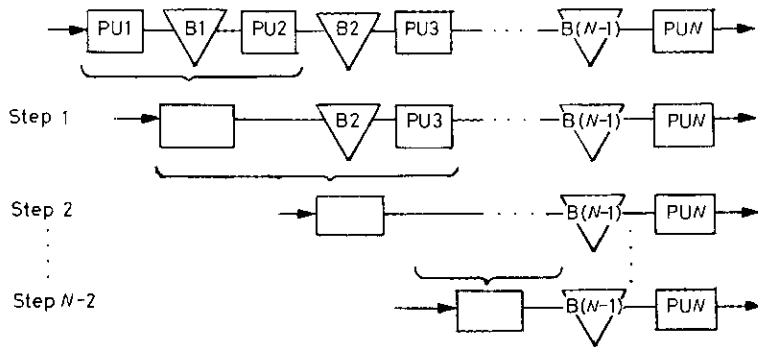 PU1 B1 PU2 B2 PU3 . . . . B(N-1) PUN
Step 1 B2 PU3 . . . . B(N-1) PUN
Step 2 . . . . B(N-1) PUN
Step N-2 B(N-1) PUN